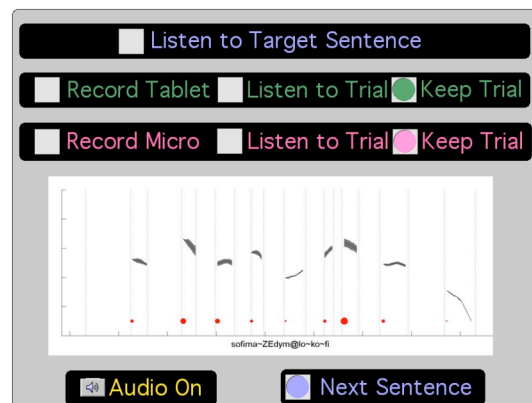 Listen to Target Sentence
Record Tablet Listen to Trial Keep Trial
Record Micro Listen to Trial Keep Trial
sofima~ZEdym@lo~ko~fi
Audio On Next Sentence